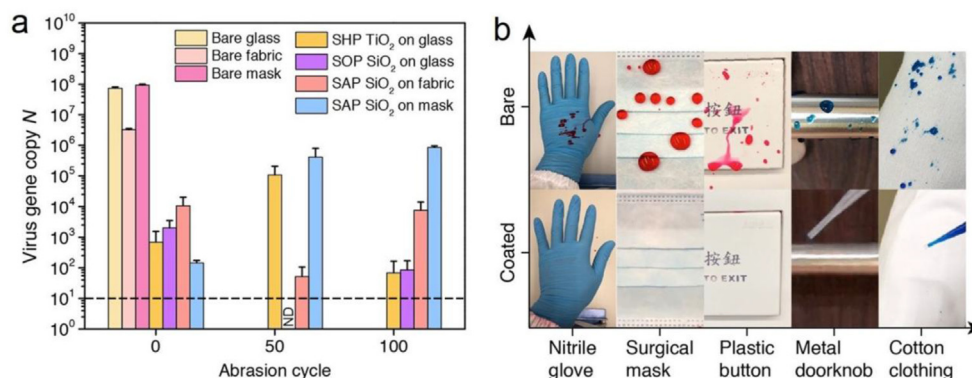 a
Virus gene copy N
10¹⁰
10⁹
10⁸
10⁷
10⁶
10⁵
10⁴
10³
10²
10¹
10⁰
Bare glass
Bare fabric
Bare mask
SHP TiO₂ on glass
SOP SiO₂ on glass
SAP SiO₂ on fabric
SAP SiO₂ on mask
ND
0
50
100
Abrasion cycle
b
Bare
Coated
按鈕
TO EXIT
按鈕
TO EXIT
Nitrile
glove
Surgical
mask
Plastic
button
Metal
doorknob
Cotton
clothing